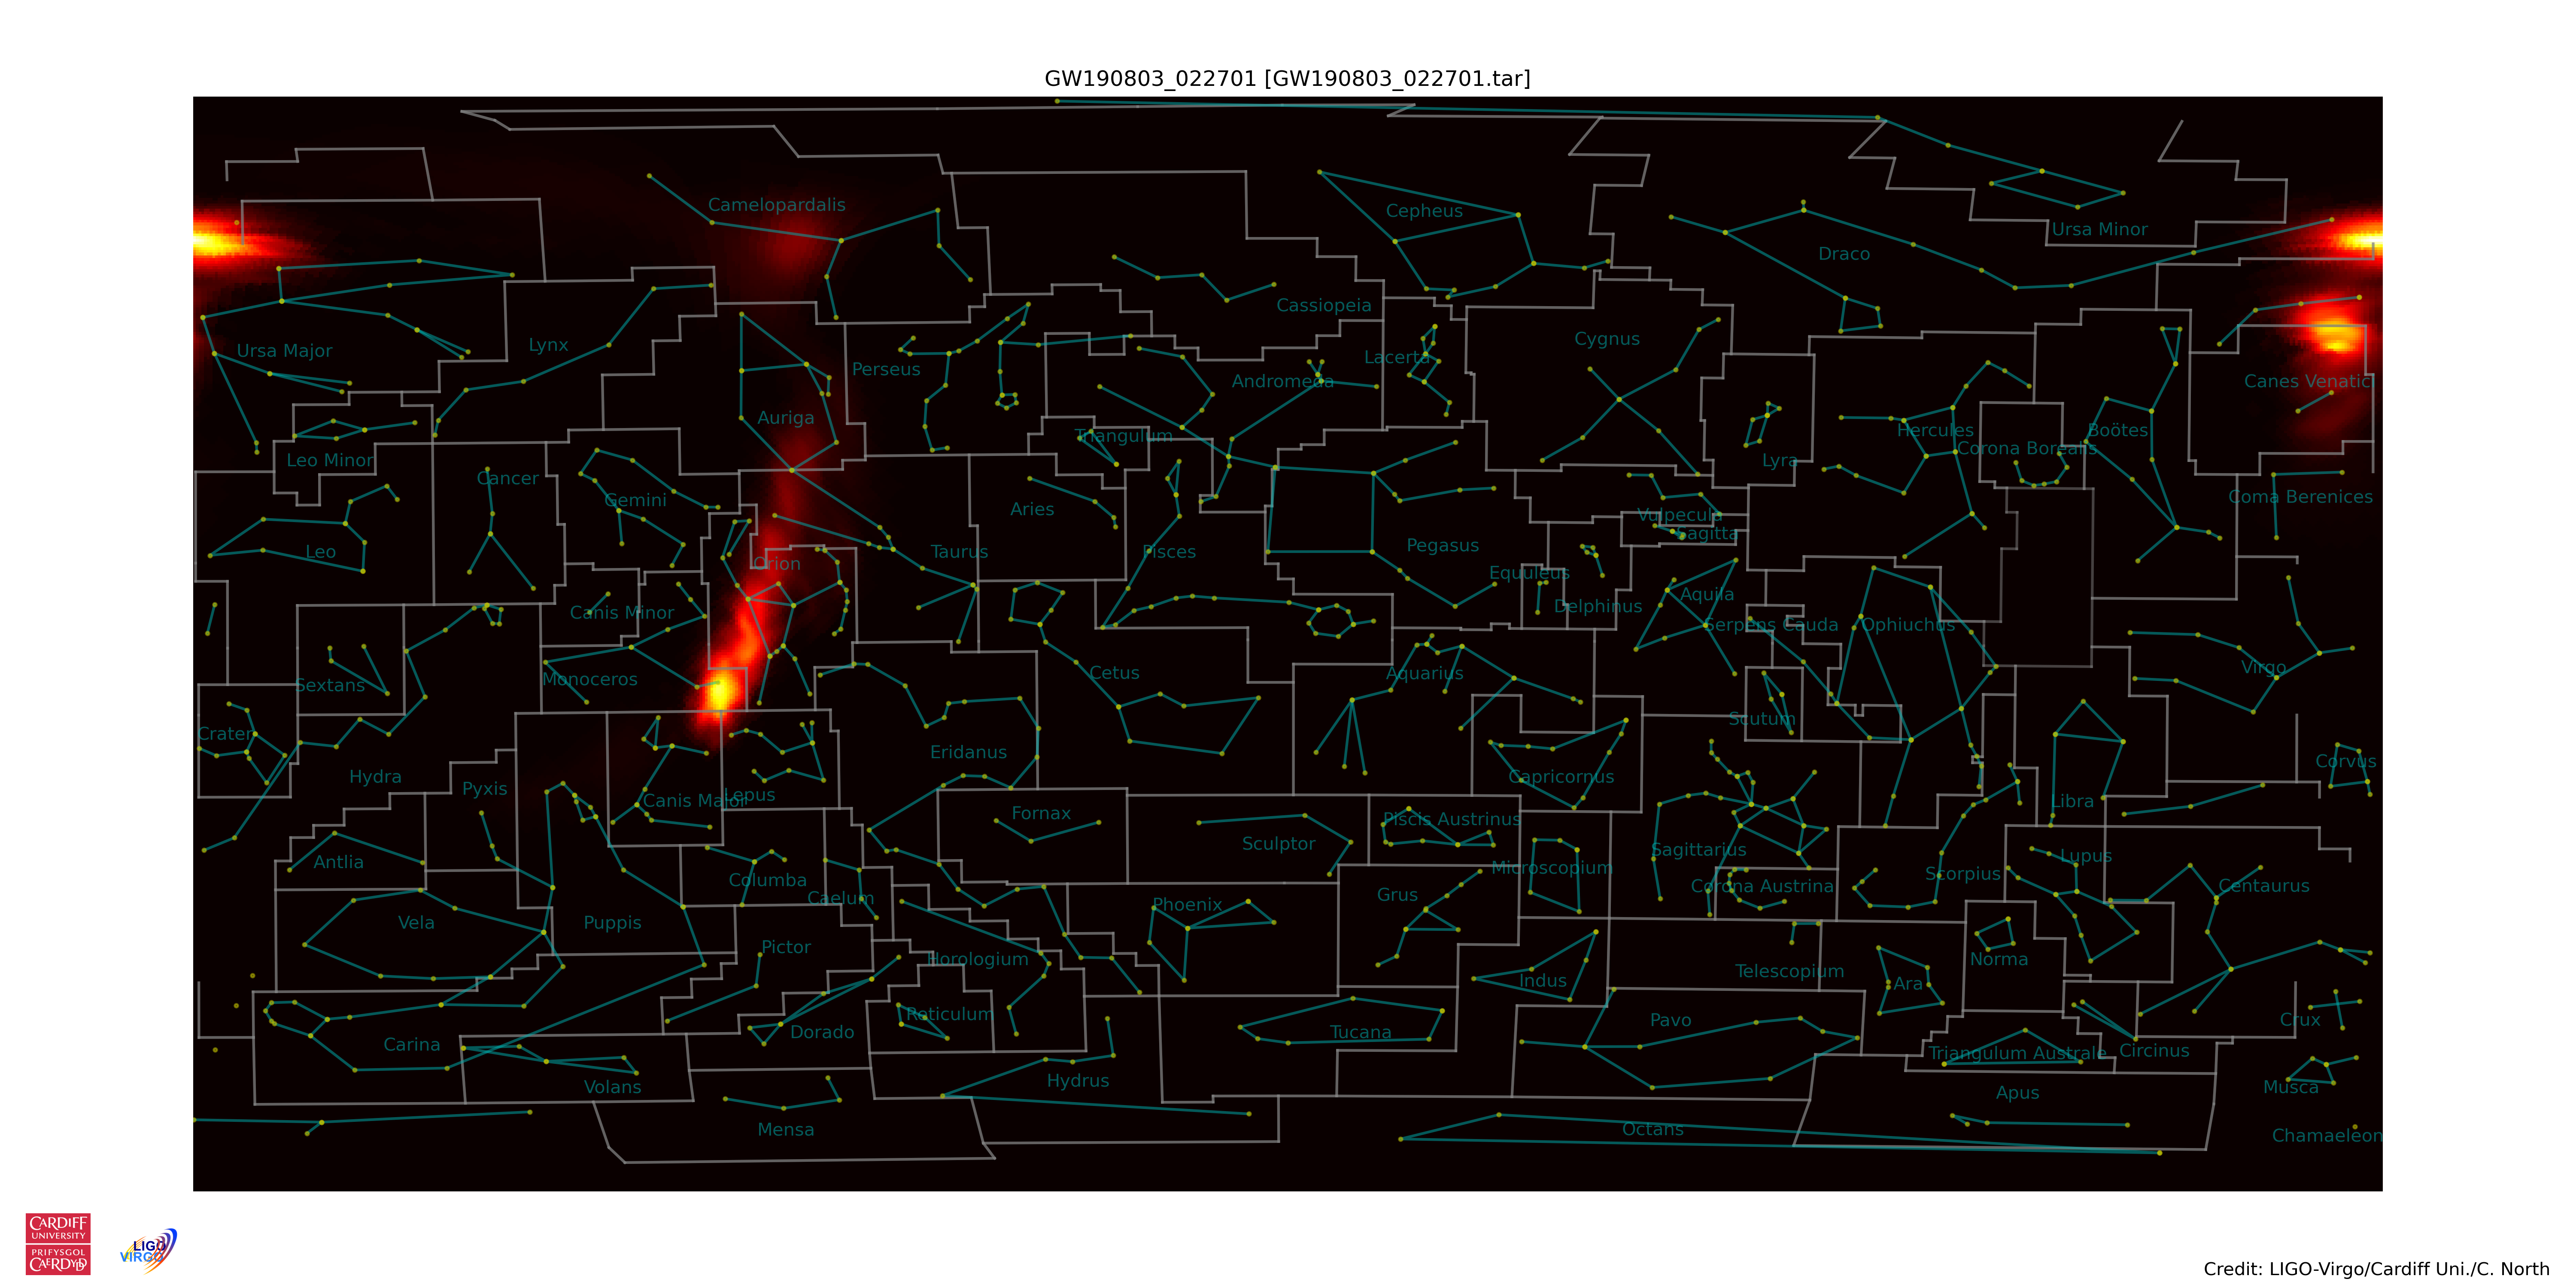 GW190803_022701 [GW190803_022701.tar]
Camelopardalis
Cepheus
Ursa Minor
Draco
Cassiopeia
Cygnus
Ursa Major
Lynx
Lacerta
Perseus
Andromeda
Canes Venatici
Auriga
Triangulum
Hercules
Boötes
Corona Borealis
Leo Minor
Lyra
Cancer
Gemini
Coma Berenices
Aries
Vulpecula
Sagitta
Leo
Taurus
Pisces
Pegasus
Orion
Equuleus
Canis Minor
Delphinus
Aquila
Serpens Cauda
Ophiuchus
Sextans
Monoceros
Cetus
Aquarius
Virgo
Crater
Scutum
Eridanus
Hydra
Pyxis
Capricornus
Corvus
Canis Major
Lepus
Fornax
Libra
Piscis Austrinus
Sculptor
Antlia
Sagittarius
Lupus
Microscopium
Columba
Caelum
Grus
Corona Austrina
Scorpius
Centaurus
Phoenix
Vela
Puppis
Pictor
Horologium
Norma
Telescopium
Indus
Ara
Reticulum
Dorado
Tucana
Pavo
Crux
Carina
Triangulum Australe
Circinus
Volans
Hydrus
Apus
Musca
Mensa
Octans
Chamaeleon
CARDIFF
UNIVERSITY
PRIFYSGOL
CAERDYDD
LIGO
VIRGO
Credit: LIGO-Virgo/Cardiff Uni./C. North